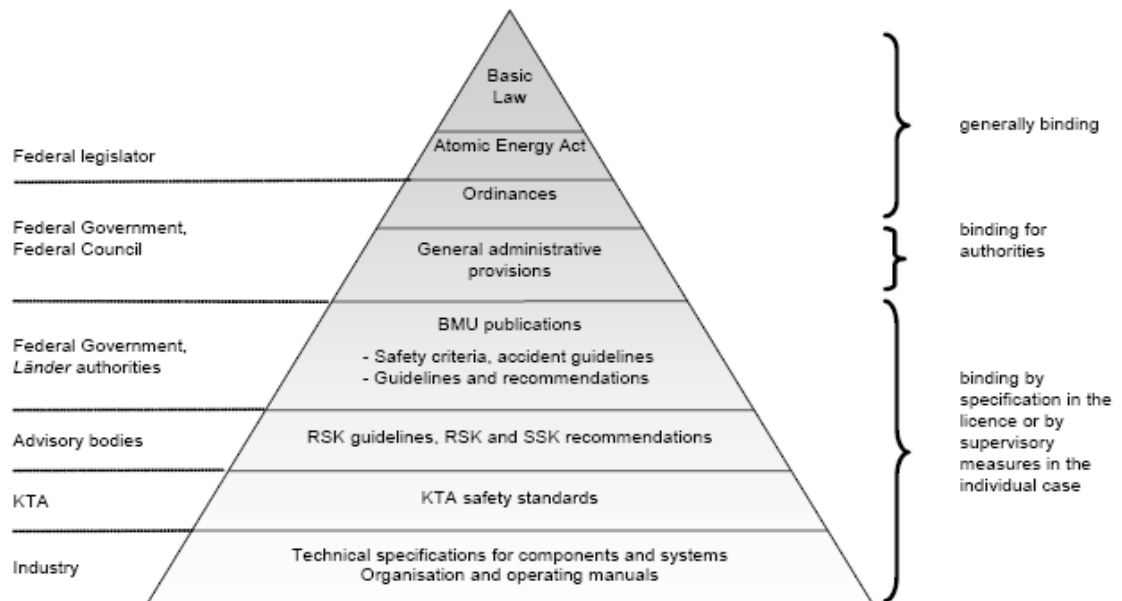 Basic
Law
generally binding
Federal legislator
Atomic Energy Act
Ordinances
Federal Government,
Federal Council
General administrative
provisions
binding for
authorities
Federal Government,
Länder authorities
BMU publications
- Safety criteria, accident guidelines
- Guidelines and recommendations
binding by
specification in the
licence or by
supervisory
measures in the
individual case
Advisory bodies
RSK guidelines, RSK and SSK recommendations
KTA
KTA safety standards
Industry
Technical specifications for components and systems
Organisation and operating manuals